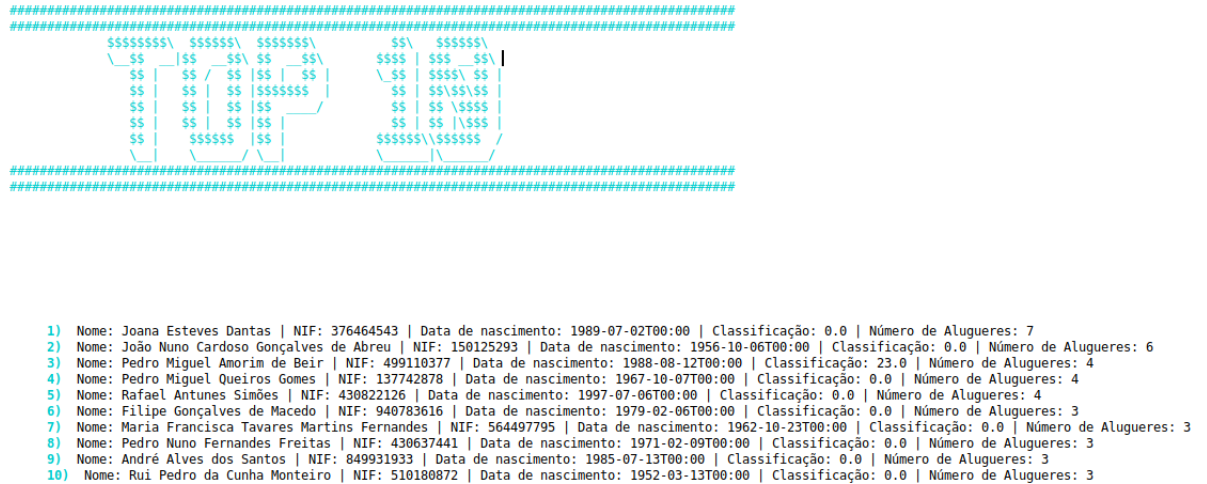 #################################################################################################
#################################################################################################
             $$$$$$$$\  $$$$$$\  $$$$$$$\          $$\   $$$$$$\
             \__$$  __|$$  __$$\ $$  __$$\       $$$$ | $$$ __$$\
                $$ |   $$ /  $$ |$$ |  $$ |      \_$$ | $$$$\ $$ |
                $$ |   $$ |  $$ |$$$$$$$  |        $$ | $$\$$\$$ |
                $$ |   $$ |  $$ |$$  ____/         $$ | $$ \$$$$ |
                $$ |   $$ |  $$ |$$ |              $$ | $$ |\$$$ |
                $$ |    $$$$$$  |$$ |            $$$$$$\\$$$$$$  /
                \__|    \______/ \__|            \______|\______/
#################################################################################################
#################################################################################################
1) Nome: Joana Esteves Dantas | NIF: 376464543 | Data de nascimento: 1989-07-02T00:00 | Classificação: 0.0 | Número de Alugueres: 7
2) Nome: João Nuno Cardoso Gonçalves de Abreu | NIF: 150125293 | Data de nascimento: 1956-10-06T00:00 | Classificação: 0.0 | Número de Alugueres: 6
3) Nome: Pedro Miguel Amorim de Beir | NIF: 499110377 | Data de nascimento: 1988-08-12T00:00 | Classificação: 23.0 | Número de Alugueres: 4
4) Nome: Pedro Miguel Queiros Gomes | NIF: 137742878 | Data de nascimento: 1967-10-07T00:00 | Classificação: 0.0 | Número de Alugueres: 4
5) Nome: Rafael Antunes Simões | NIF: 430822126 | Data de nascimento: 1997-07-06T00:00 | Classificação: 0.0 | Número de Alugueres: 4
6) Nome: Filipe Gonçalves de Macedo | NIF: 940783616 | Data de nascimento: 1979-02-06T00:00 | Classificação: 0.0 | Número de Alugueres: 3
7) Nome: Maria Francisca Tavares Martins Fernandes | NIF: 564497795 | Data de nascimento: 1962-10-23T00:00 | Classificação: 0.0 | Número de Alugueres: 3
8) Nome: Pedro Nuno Fernandes Freitas | NIF: 430637441 | Data de nascimento: 1971-02-09T00:00 | Classificação: 0.0 | Número de Alugueres: 3
9) Nome: André Alves dos Santos | NIF: 849931933 | Data de nascimento: 1985-07-13T00:00 | Classificação: 0.0 | Número de Alugueres: 3
10) Nome: Rui Pedro da Cunha Monteiro | NIF: 510180872 | Data de nascimento: 1952-03-13T00:00 | Classificação: 0.0 | Número de Alugueres: 3